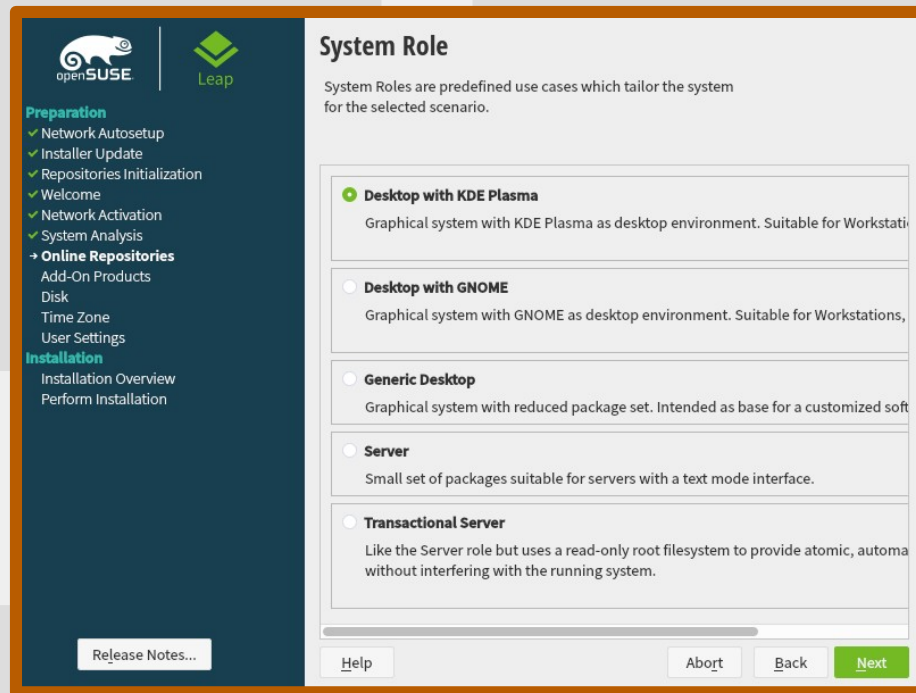 openSUSE.
Leap
Preparation
Network Autosetup
Installer Update
Repositories Initialization
Welcome
Network Activation
System Analysis
Online Repositories
Add-On Products
Disk
Time Zone
User Settings
Installation
Installation Overview
Perform Installation
Release Notes...
System Role
System Roles are predefined use cases which tailor the system
for the selected scenario.
Desktop with KDE Plasma
Graphical system with KDE Plasma as desktop environment. Suitable for Workstati
Desktop with GNOME
Graphical system with GNOME as desktop environment. Suitable for Workstations,
Generic Desktop
Graphical system with reduced package set. Intended as base for a customized soft
Server
Small set of packages suitable for servers with a text mode interface.
Transactional Server
Like the Server role but uses a read-only root filesystem to provide atomic, automa
without interfering with the running system.
Help
Abort
Back
Next